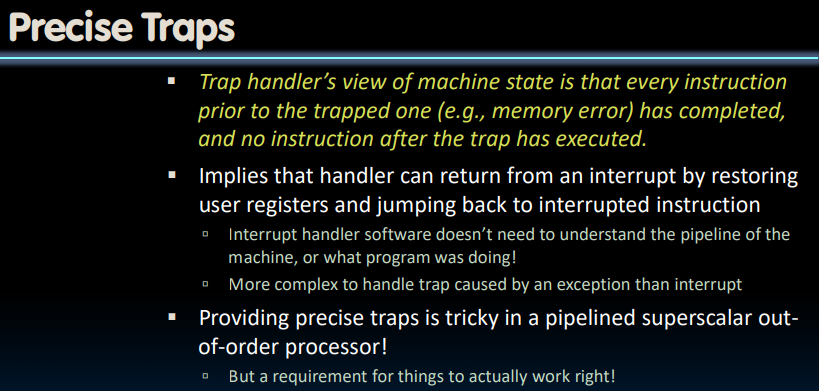 Precise Traps
Trap handler's view of machine state is that every instruction
prior to the trapped one (e.g., memory error) has completed,
and no instruction after the trap has executed.
Implies that handler can return from an interrupt by restoring
user registers and jumping back to interrupted instruction
Interrupt handler software doesn't need to understand the pipeline of the
machine, or what program was doing!
More complex to handle trap caused by an exception than interrupt
Providing precise traps is tricky in a pipelined superscalar out-
of-order processor!
But a requirement for things to actually work right!